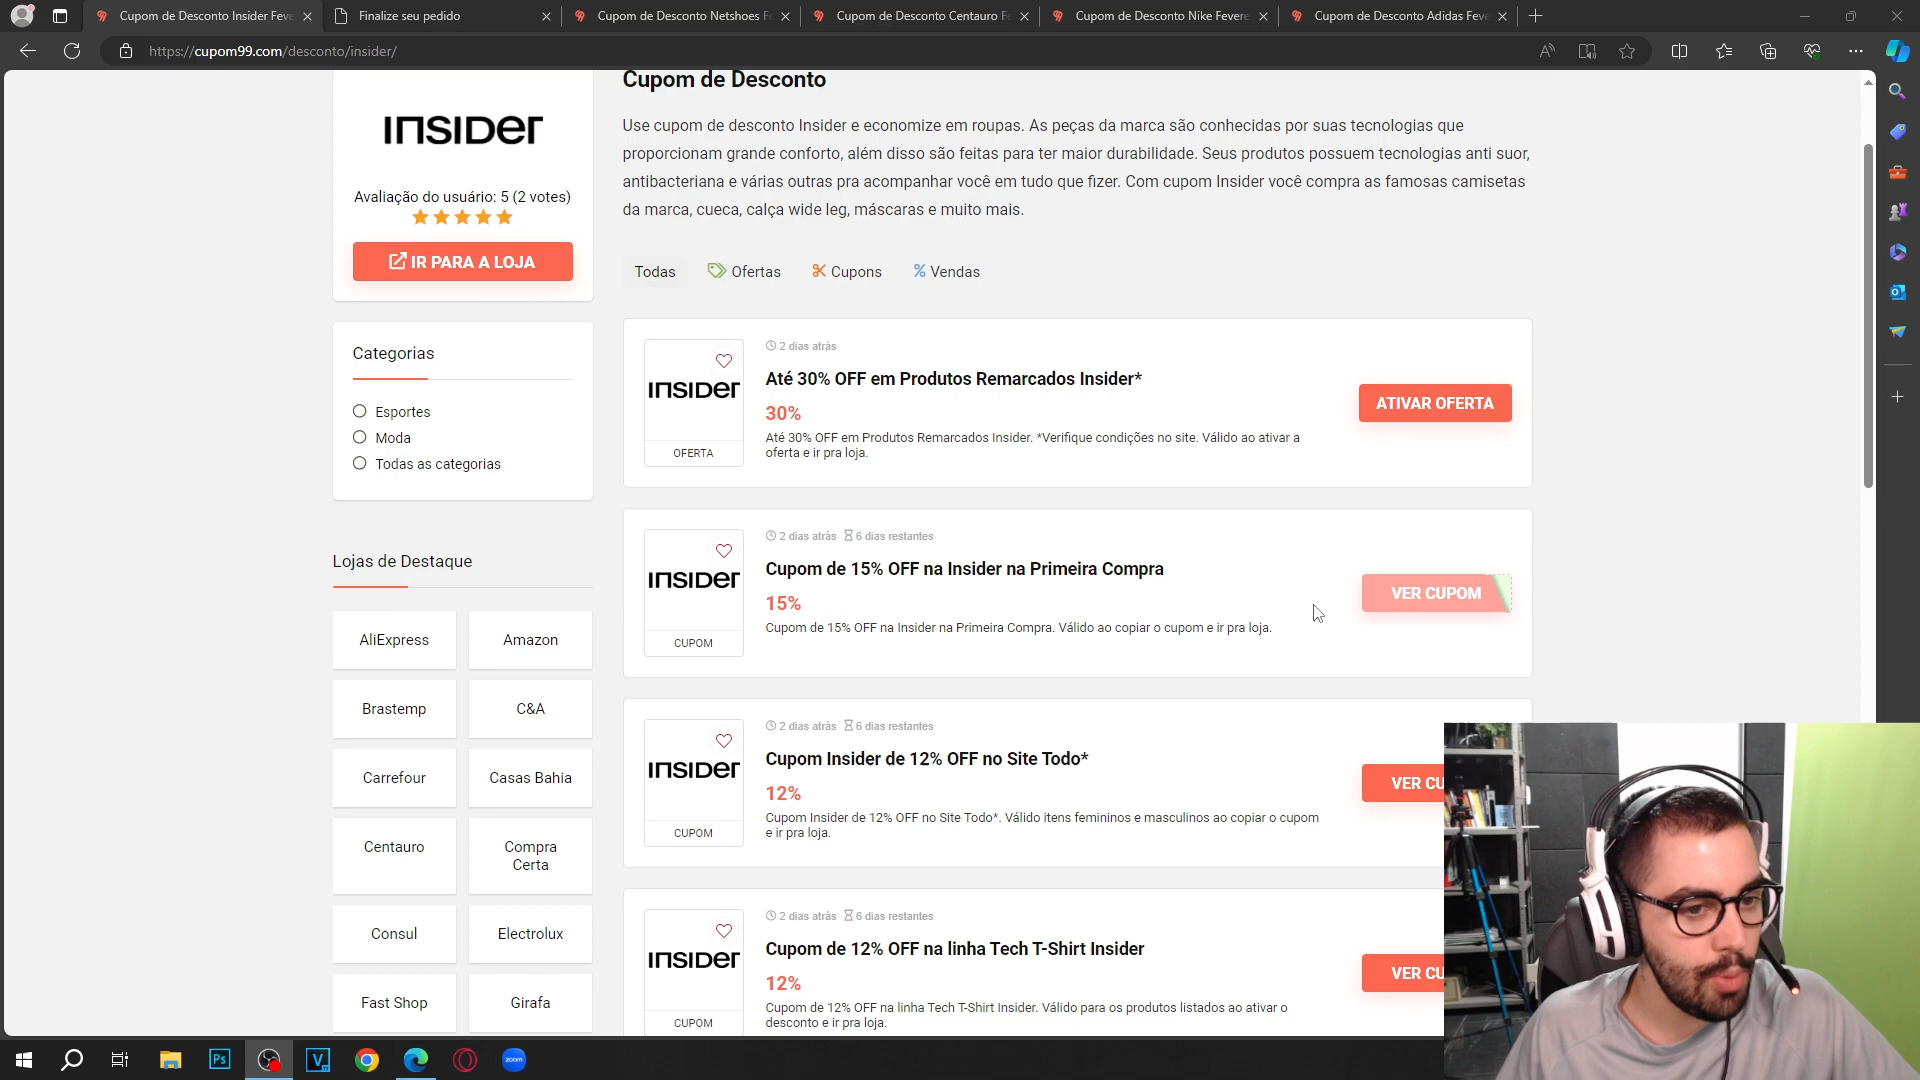 Cupom de Desconto Insider Feve
Finalize seu pedido
Cupom de Desconto Netshoes F
Cupom de Desconto Centauro F
Cupom de Desconto Nike Fevere
Cupom de Desconto Adidas Feve
https://cupom99.com/desconto/insider/
INSIDER
Avaliação do usuário: 5 (2 votes)
IR PARA A LOJA
Categorias
Esportes
Moda
Todas as categorias
Lojas de Destaque
AliExpress
Amazon
Brastemp
C&A
Carrefour
Casas Bahia
Centauro
Compra
Certa
Consul
Electrolux
Fast Shop
Girafa
Cupom de Desconto
Use cupom de desconto Insider e economize em roupas. As peças da marca são conhecidas por suas tecnologias que
proporcionam grande conforto, além disso são feitas para ter maior durabilidade. Seus produtos possuem tecnologias anti suor,
antibacteriana e várias outras pra acompanhar você em tudo que fizer. Com cupom Insider você compra as famosas camisetas
da marca, cueca, calça wide leg, máscaras e muito mais.
Todas
Ofertas
Cupons
% Vendas
INSIDER
OFERTA
2 dias atrás
Até 30% OFF em Produtos Remarcados Insider*
30%
Até 30% OFF em Produtos Remarcados Insider. *Verifique condições no site. Válido ao ativar a
oferta e ir pra loja.
ATIVAR OFERTA
INSIDER
CUPOM
2 dias atrás 6 dias restantes
Cupom de 15% OFF na Insider na Primeira Compra
15%
Cupom de 15% OFF na Insider na Primeira Compra. Válido ao copiar o cupom e ir pra loja.
VER CUPOM
INSIDER
CUPOM
2 dias atrás 6 dias restantes
Cupom Insider de 12% OFF no Site Todo*
12%
Cupom Insider de 12% OFF no Site Todo*. Válido itens femininos e masculinos ao copiar o cupom
e ir pra loja.
VER CU
INSIDER
CUPOM
2 dias atrás 6 dias restantes
Cupom de 12% OFF na linha Tech T-Shirt Insider
12%
Cupom de 12% OFF na linha Tech T-Shirt Insider. Válido para os produtos listados ao ativar o
desconto e ir pra loja.
VER CU
Ps
V
zoom